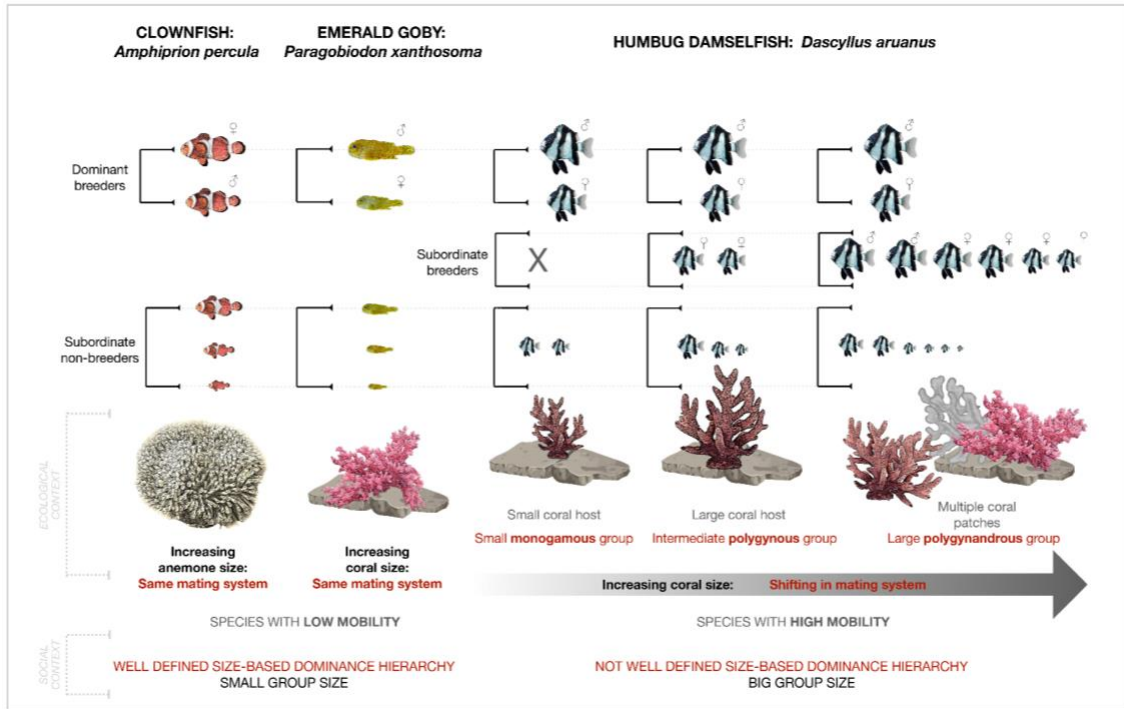 CLOWNFISH:
Amphiprion percula
EMERALD GOBY:
Paragobiodon xanthosoma
HUMBUG DAMSELFISH: Dascyllus aruanus
♀
♂
♂
♂
♂
Dominant
breeders
♂
♀
♀
♀
♀
Subordinate
breeders
X
♀ ♀
♂ ♂ ♀ ♀ ♀ ♀
Subordinate
non-breeders
ECOLOGICAL
CONTEXT
Small coral host
Small monogamous group
Large coral host
Intermediate polygynous group
Multiple coral
patches
Large polygynandrous group
Increasing
anemone size:
Same mating system
Increasing
coral size:
Same mating system
Increasing coral size: Shifting in mating system
SPECIES WITH LOW MOBILITY
SPECIES WITH HIGH MOBILITY
SOCIAL
CONTEXT
WELL DEFINED SIZE-BASED DOMINANCE HIERARCHY
SMALL GROUP SIZE
NOT WELL DEFINED SIZE-BASED DOMINANCE HIERARCHY
BIG GROUP SIZE